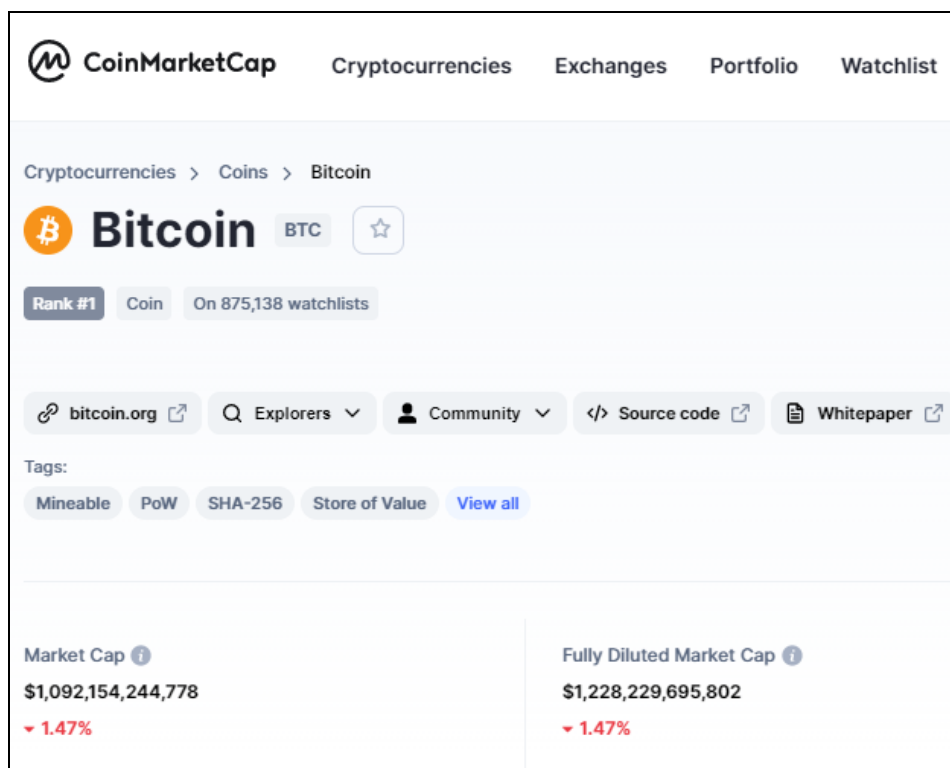 CoinMarketCap Cryptocurrencies Exchanges Portfolio Watchlist
Cryptocurrencies > Coins > Bitcoin
Bitcoin BTC
Rank #1 Coin On 875,138 watchlists
bitcoin.org Explorers Community </> Source code Whitepaper
Tags:
Mineable PoW SHA-256 Store of Value View all
Market Cap Fully Diluted Market Cap
$1,092,154,244,778 $1,228,229,695,802
1.47% 1.47%